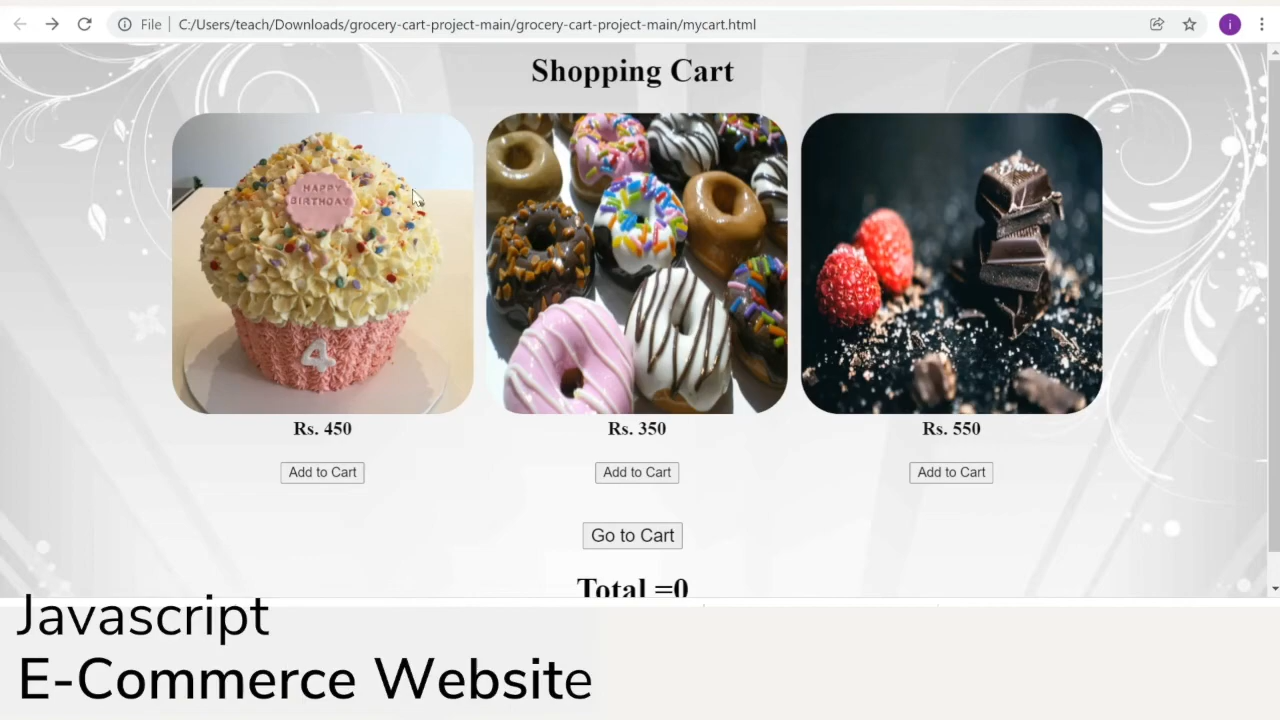 File
C:/Users/teach/Downloads/grocery-cart-project-main/grocery-cart-project-main/mycart.html
i
Shopping Cart
HAPPY
BIRTHDAY
4
Rs. 450
Rs. 350
Rs. 550
Add to Cart
Add to Cart
Add to Cart
Go to Cart
Total =0
Javascript
E-Commerce Website